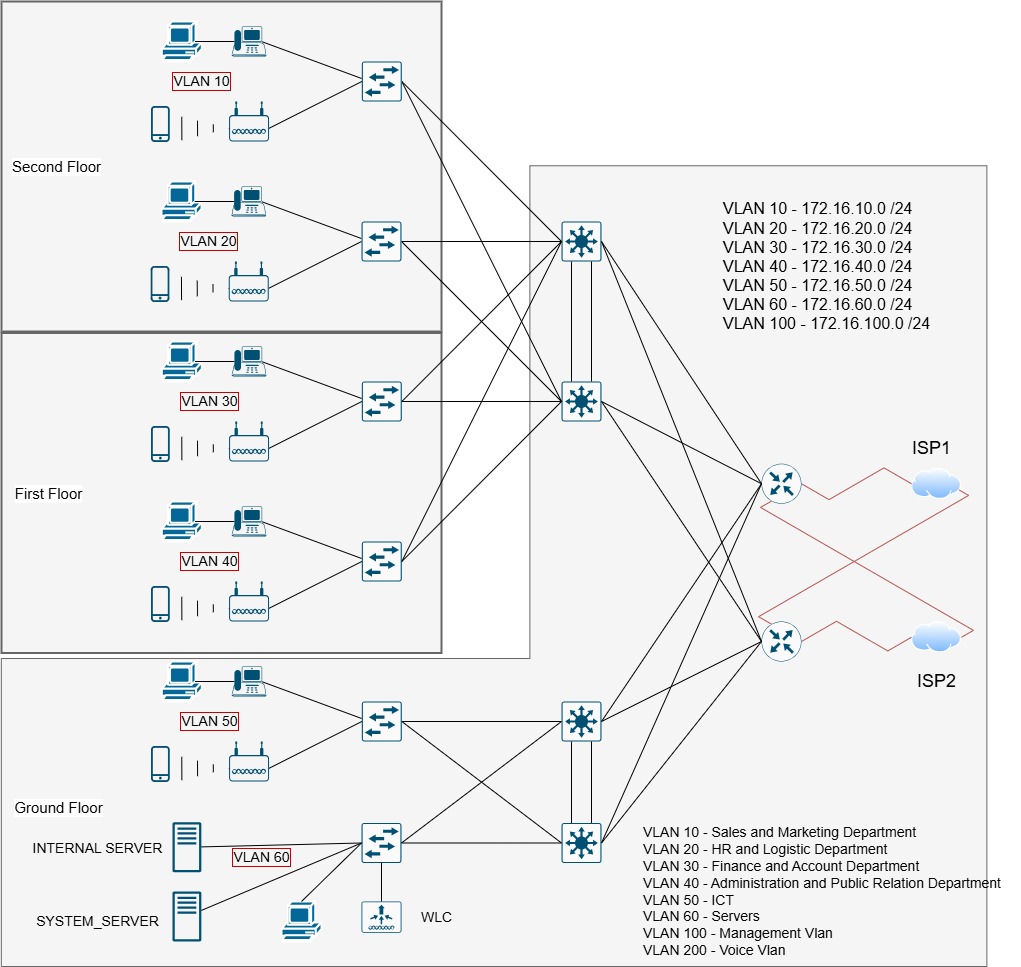 VLAN 10
Second Floor
VLAN 20
VLAN 10 - 172.16.10.0 /24
VLAN 20 - 172.16.20.0 /24
VLAN 30 - 172.16.30.0 /24
VLAN 40 - 172.16.40.0 /24
VLAN 50 - 172.16.50.0 /24
VLAN 60 - 172.16.60.0 /24
VLAN 100 - 172.16.100.0 /24
VLAN 30
First Floor
VLAN 40
ISP1
ISP2
VLAN 50
Ground Floor
INTERNAL SERVER
VLAN 60
SYSTEM_SERVER
WLC
VLAN 10 - Sales and Marketing Department
VLAN 20 - HR and Logistic Department
VLAN 30 - Finance and Account Department
VLAN 40 - Administration and Public Relation Department
VLAN 50 - ICT
VLAN 60 - Servers
VLAN 100 - Management Vlan
VLAN 200 - Voice Vlan